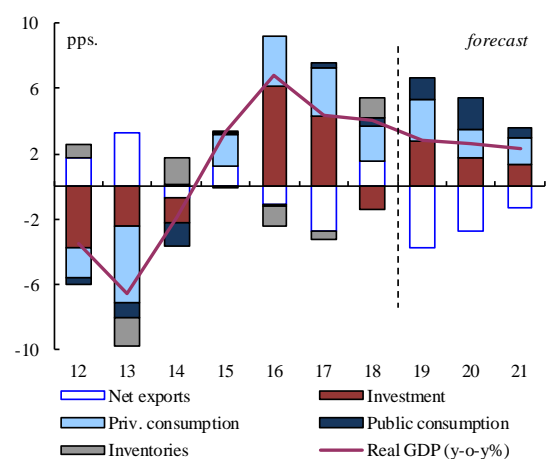 10
pps.
forecast
6
2
-2
-6
-10
12 13 14 15 16 17 18 19 20 21
Net exports
Investment
Priv. consumption
Public consumption
Inventories
Real GDP (y-o-y%)